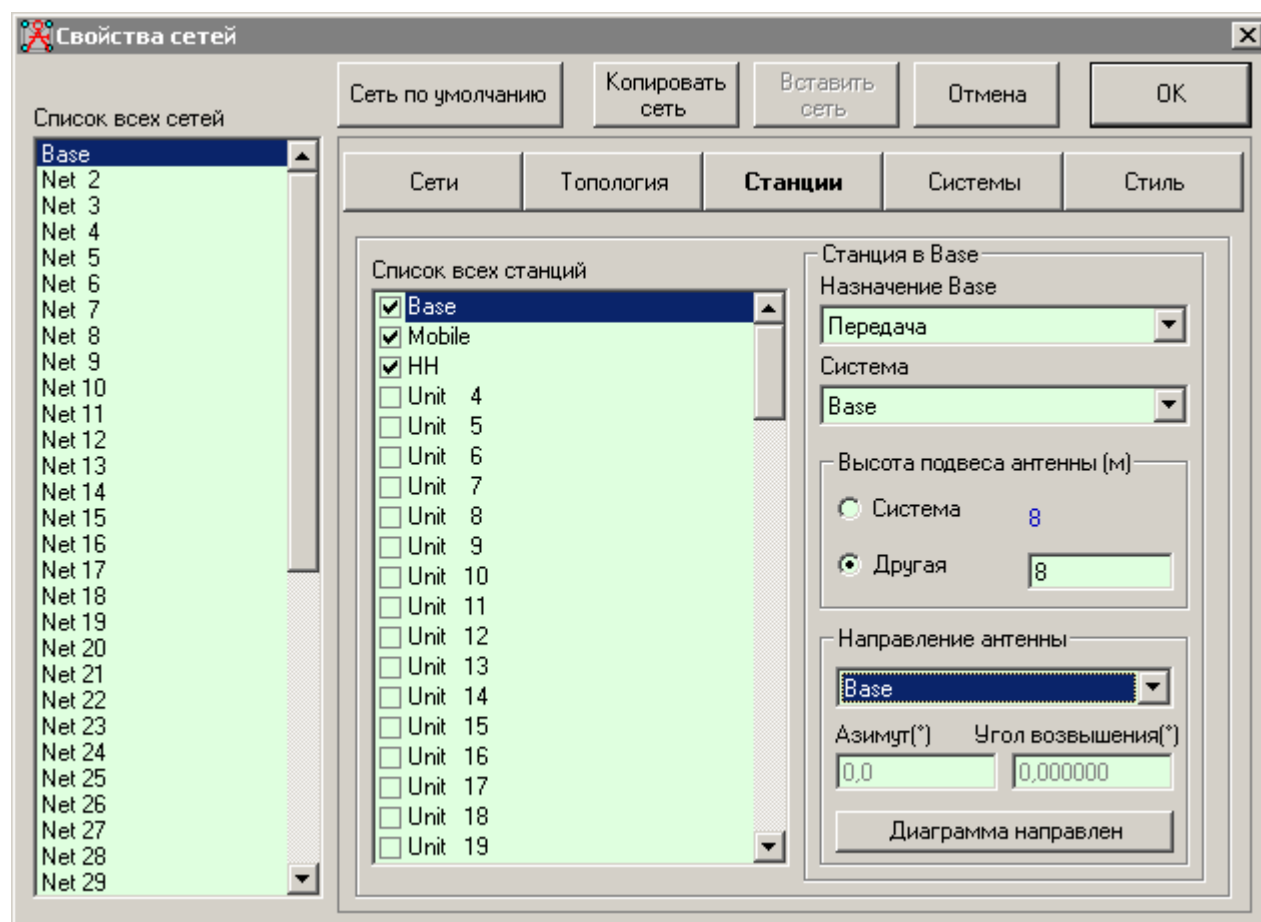 Свойства сетей
Сеть по умолчанию
Копировать
сеть
Вставить
сеть
Отмена
OK
Список всех сетей
Base
Net 2
Net 3
Net 4
Net 5
Net 6
Net 7
Net 8
Net 9
Net 10
Net 11
Net 12
Net 13
Net 14
Net 15
Net 16
Net 17
Net 18
Net 19
Net 20
Net 21
Net 22
Net 23
Net 24
Net 25
Net 26
Net 27
Net 28
Net 29
Сети
Топология
Станции
Системы
Стиль
Список всех станций
Base
Mobile
HH
Unit 4
Unit 5
Unit 6
Unit 7
Unit 8
Unit 9
Unit 10
Unit 11
Unit 12
Unit 13
Unit 14
Unit 15
Unit 16
Unit 17
Unit 18
Unit 19
Станция в Base
Назначение Base
Передача
Система
Base
Высота подвеса антенны (м)
Система 8
Другая 8
Направление антенны
Base
Азимут(°) Угол возвышения(°)
0,0 0,000000
Диаграмма направлен